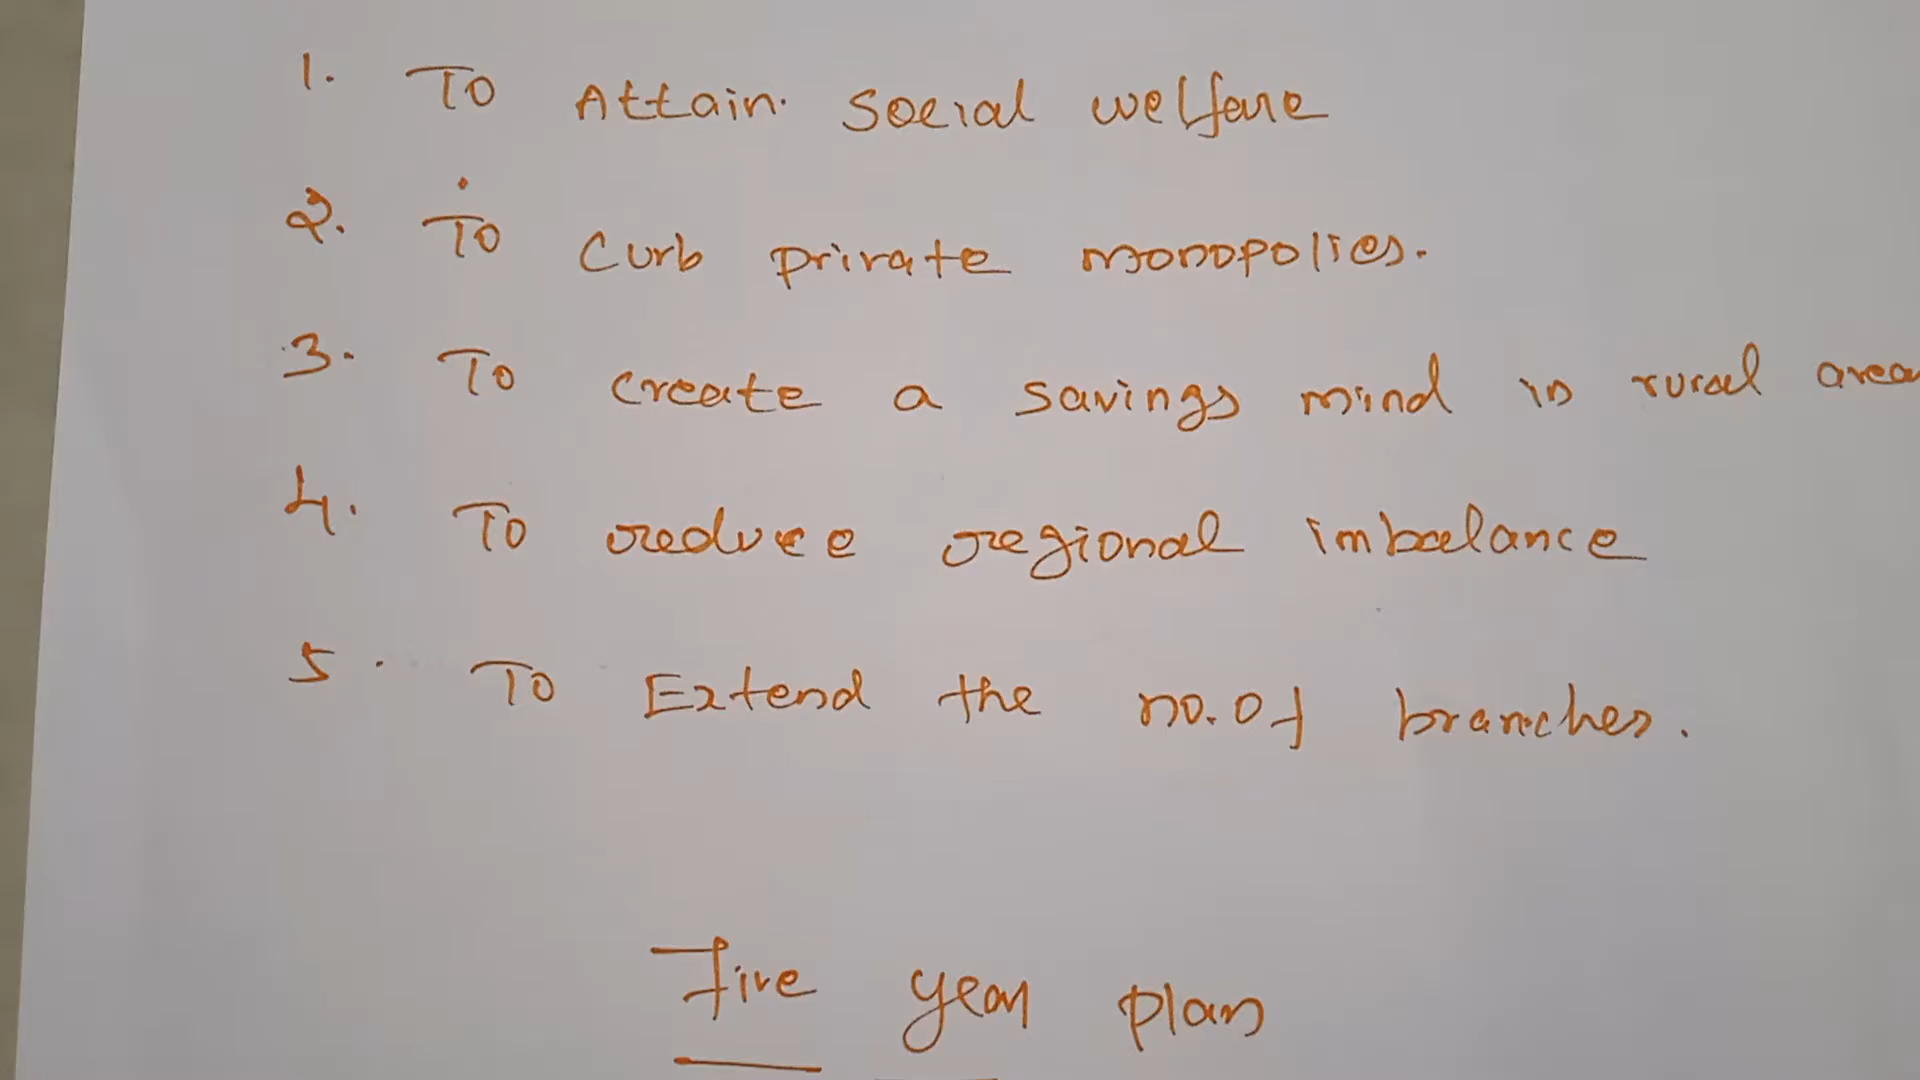 1. To Attain. Social welfare
2. To Curb private monopolies.
3. To create a savings mind in rural area
4. To reduce regional imbalance
5. To Extend the no. of branches.
Five year plan